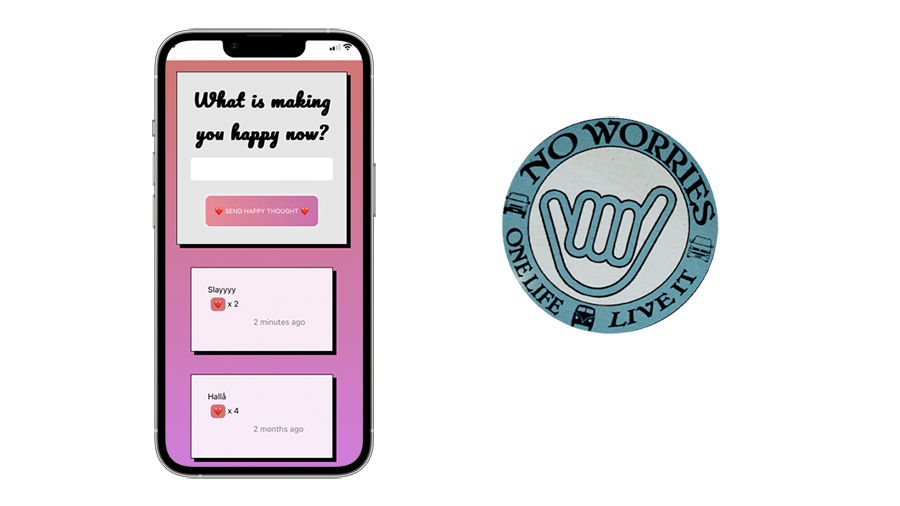 What is making
you happy now?
SEND HAPPY THOUGHT
Slayyyy
x 2
2 minutes ago
Hallå
x 4
2 months ago
NO WORRIES
ONE LIFE
LIVE IT